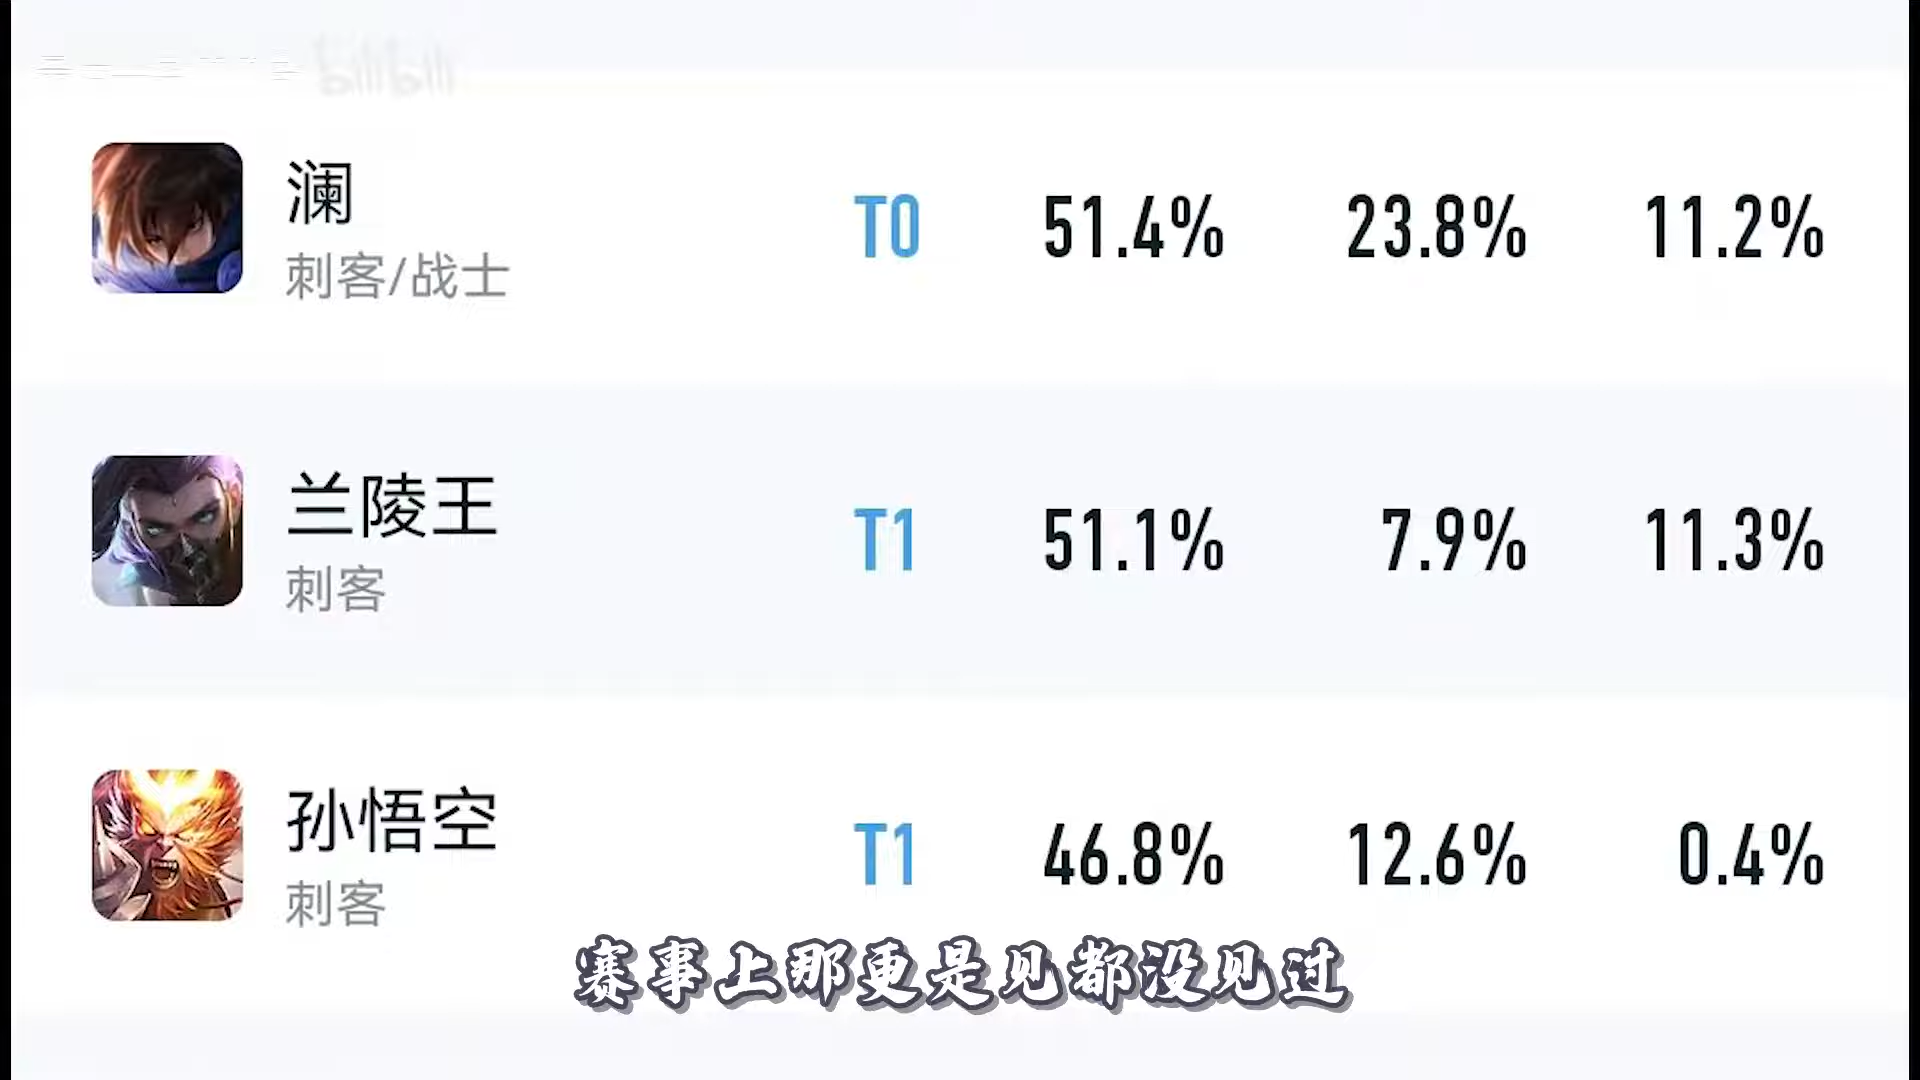 bilibili
澜
刺客/战士
T0 51.4% 23.8% 11.2%
兰陵王
刺客
T1 51.1% 7.9% 11.3%
孙悟空
刺客
T1 46.8% 12.6% 0.4%
赛事上那更是见都没见过